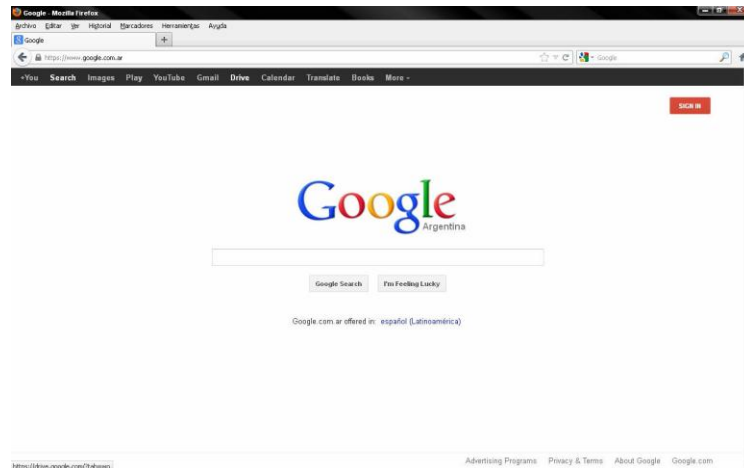 Google - Mozilla Firefox
Archivo Editar Ver Historial Marcadores Herramientas Ayuda
Google +
https://www.google.com.ar Google
+You Search Images Play YouTube Gmail Drive Calendar Translate Books More
SIGN IN
Google
Argentina
Google Search I'm Feeling Lucky
Google.com.ar offered in: español (Latinoamérica)
Advertising Programs Privacy & Terms About Google Google.com